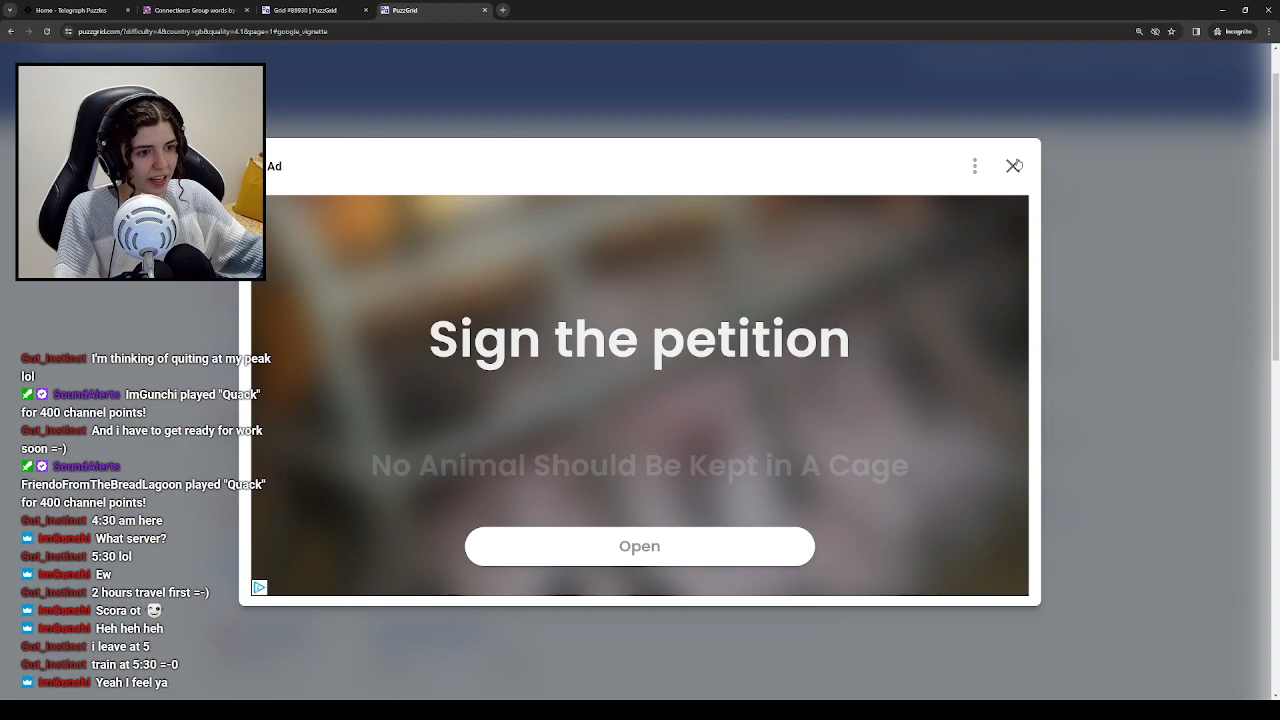 Home - Telegraph Puzzles
Connections: Group words by
Grid #80930 | PuzzGrid
PuzzGrid
puzzgrid.com/?difficulty=4&country=gb&quality=4.1&page=1#google_vignette
Incognito
Ad
Sign the petition
No Animal Should Be Kept in A Cage
Open
Gut_Instinct I'm thinking of quiting at my peak
lol
SoundAlerts ImGunchi played "Quack"
for 400 channel points!
Gut_Instinct And i have to get ready for work
soon =-)
SoundAlerts
FriendoFromTheBreadLagoon played "Quack"
for 400 channel points!
Gut_Instinct 4:30 am here
ImGunchi What server?
Gut_Instinct 5:30 lol
ImGunchi Ew
Gut_Instinct 2 hours travel first =-)
ImGunchi Scora ot
ImGunchi Heh heh heh
Gut_Instinct i leave at 5
Gut_Instinct train at 5:30 =-0
ImGunchi Yeah I feel ya